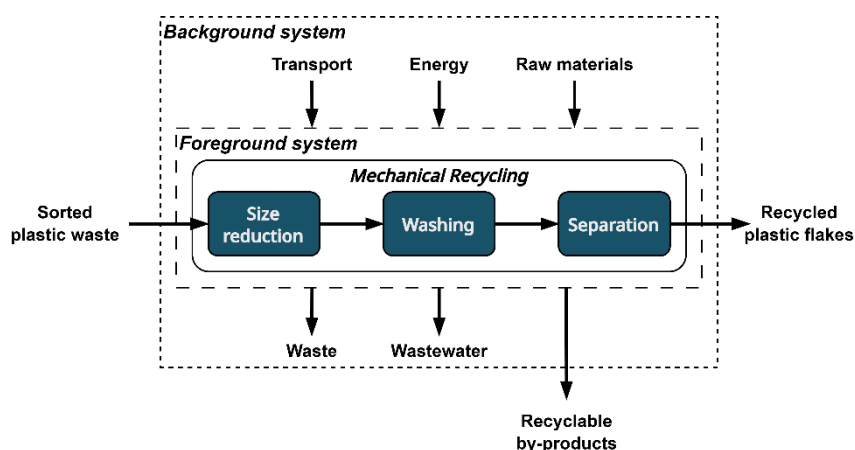 Background system
Transport
Energy
Raw materials
Foreground system
Mechanical Recycling
Sorted
plastic waste
Size
reduction
Washing
Separation
Recycled
plastic flakes
Waste
Wastewater
Recyclable
by-products